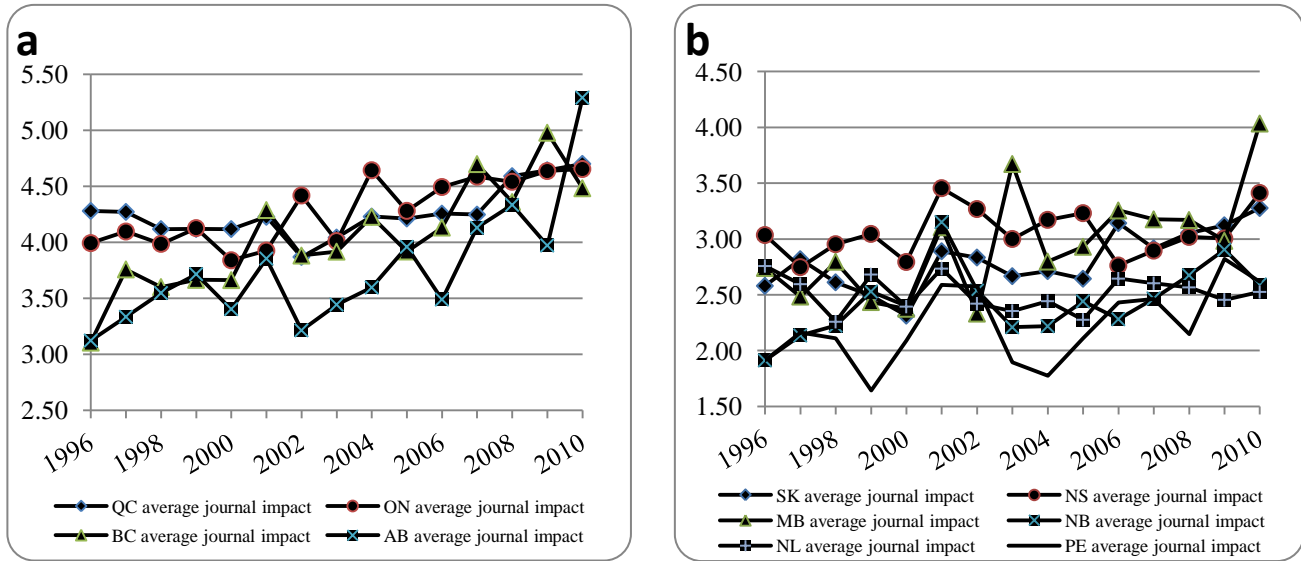 a
5.50
5.00
4.50
4.00
3.50
3.00
2.50
1996
1998
2000
2002
2004
2006
2008
2010
QC average journal impact
ON average journal impact
BC average journal impact
AB average journal impact
b
4.50
4.00
3.50
3.00
2.50
2.00
1.50
1996
1998
2000
2002
2004
2006
2008
2010
SK average journal impact
NS average journal impact
MB average journal impact
NB average journal impact
NL average journal impact
PE average journal impact